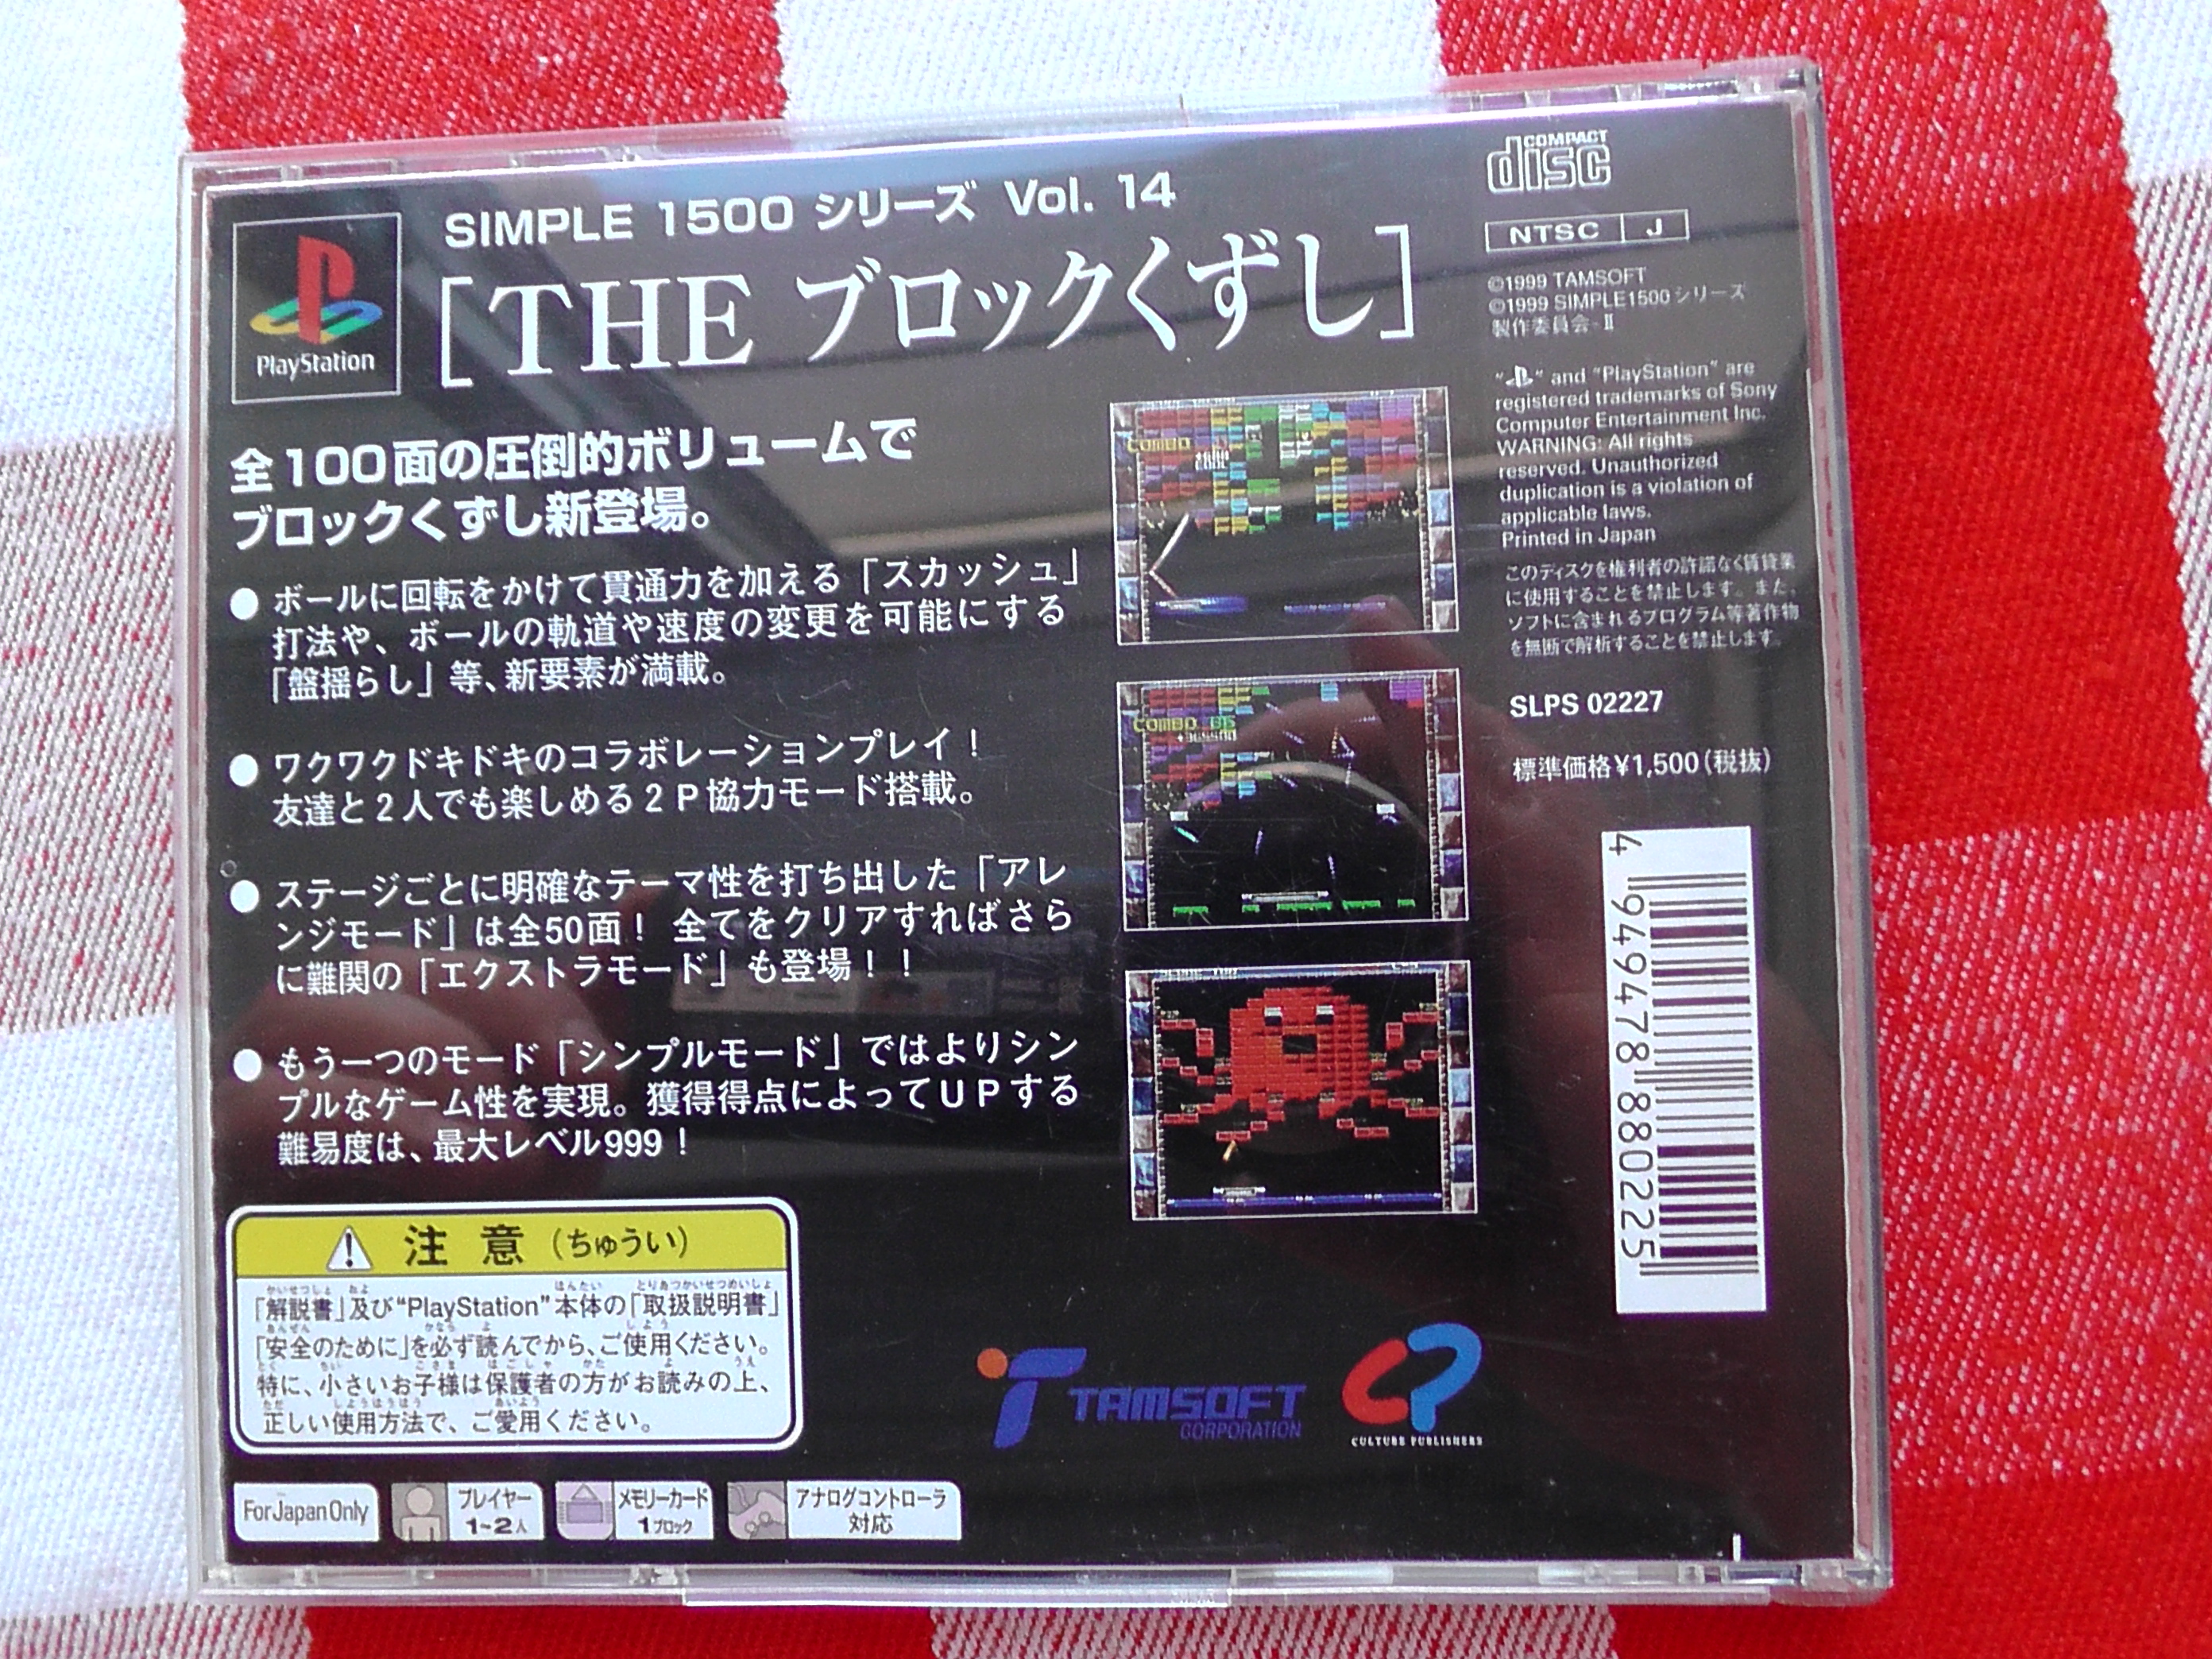 SIMPLE 1500 シリーズ Vol. 14
[THE ブロックくずし]
PlayStation
全100面の圧倒的ボリュームで
ブロックくずし新登場。
● ボールに回転をかけて貫通力を加える「スカッシュ」
打法や、ボールの軌道や速度の変更を可能にする
「盤揺らし」等、新要素が満載。
● ワクワクドキドキのコラボレーションプレイ！
友達と2人でも楽しめる2P協力モード搭載。
● ステージごとに明確なテーマ性を打ち出した「アレ
ンジモード」は全50面！ 全てをクリアすればさら
に難関の「エクストラモード」も登場！！
● もう一つのモード「シンプルモード」ではよりシン
プルなゲーム性を実現。獲得得点によってUPする
難易度は、最大レベル999！
COMBO
COMBO
注意（ちゅうい）
「解説書」及び“PlayStation”本体の「取扱説明書」
「安全のために」を必ず読んでから、ご使用ください。
特に、小さいお子様は保護者の方がお読みの上、
正しい使用方法で、ご愛用ください。
For Japan Only
プレイヤー
1~2人
メモリーカード
1ブロック
アナログコントローラ
対応
TAMSOFT
CORPORATION
CULTURE PUBLISHERS
COMPACT
disc
NTSC J
©1999 TAMSOFT
©1999 SIMPLE1500シリーズ
製作委員会-Ⅱ
" " and "PlayStation" are
registered trademarks of Sony
Computer Entertainment Inc.
WARNING: All rights
reserved. Unauthorized
duplication is a violation of
applicable laws.
Printed in Japan
このディスクを権利者の許諾なく賃貸業
に使用することを禁止します。また、
ソフトに含まれるプログラム等著作物
を無断で解析することを禁止します。
SLPS 02227
標準価格¥1,500(税抜)
4 949478 880225